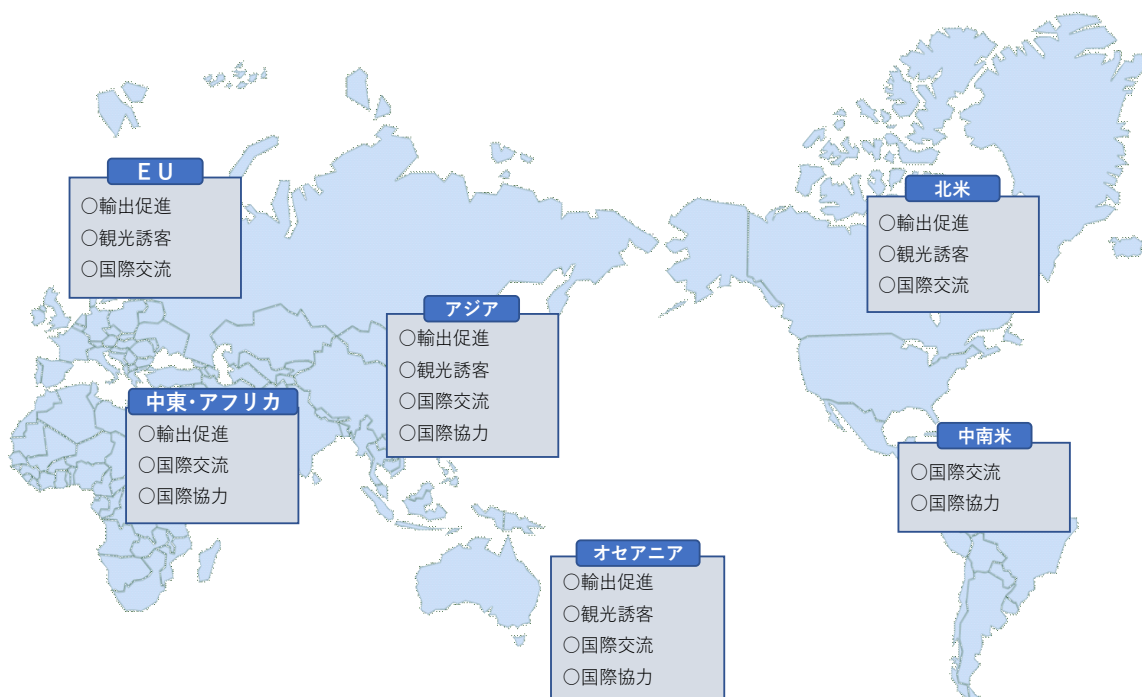 ＥＵ
○輸出促進
○観光誘客
○国際交流
北米
○輸出促進
○観光誘客
○国際交流
アジア
○輸出促進
○観光誘客
○国際交流
○国際協力
中東・アフリカ
○輸出促進
○国際交流
○国際協力
中南米
○国際交流
○国際協力
オセアニア
○輸出促進
○観光誘客
○国際交流
○国際協力